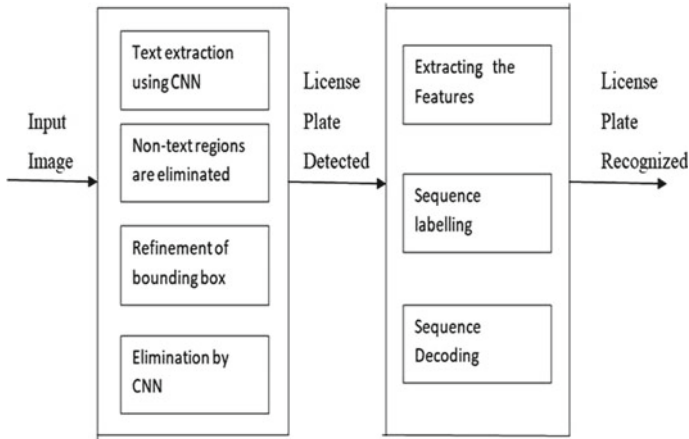 Input
Image
Text extraction
using CNN
Non-text regions
are eliminated
Refinement of
bounding box
Elimination by
CNN
License
Plate
Detected
Extracting the
Features
Sequence
labelling
Sequence
Decoding
License
Plate
Recognized